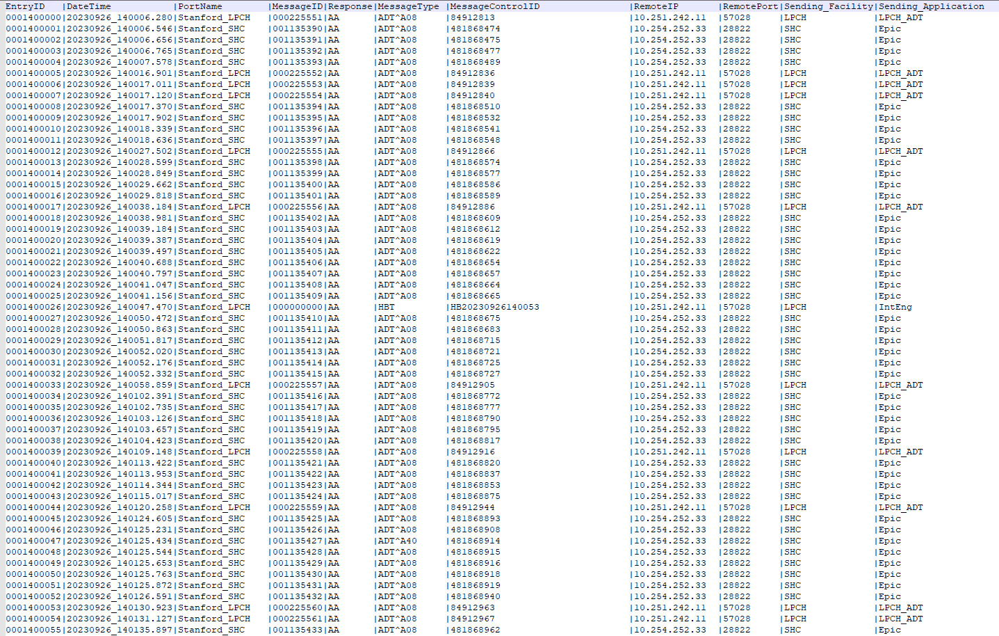 EntryID   |DateTime           |PortName        |MessageID|Response|MessageType |MessageControlID                |RemoteIP       |RemotePort|Sending_Facility|Sending_Application
0001400000|20230926_140006.280|Stanford_LPCH   |000225551|AA      |ADT^A08     |84912813                        |10.251.242.11  |57028     |LPCH            |LPCH_ADT
0001400001|20230926_140006.546|Stanford_SHC    |001135390|AA      |ADT^A08     |481868474                       |10.254.252.33  |28822     |SHC             |Epic
0001400002|20230926_140006.656|Stanford_SHC    |001135391|AA      |ADT^A08     |481868475                       |10.254.252.33  |28822     |SHC             |Epic
0001400003|20230926_140006.765|Stanford_SHC    |001135392|AA      |ADT^A08     |481868477                       |10.254.252.33  |28822     |SHC             |Epic
0001400004|20230926_140007.578|Stanford_SHC    |001135393|AA      |ADT^A08     |481868489                       |10.254.252.33  |28822     |SHC             |Epic
0001400005|20230926_140016.901|Stanford_LPCH   |000225552|AA      |ADT^A08     |84912836                        |10.251.242.11  |57028     |LPCH            |LPCH_ADT
0001400006|20230926_140017.011|Stanford_LPCH   |000225553|AA      |ADT^A08     |84912839                        |10.251.242.11  |57028     |LPCH            |LPCH_ADT
0001400007|20230926_140017.120|Stanford_LPCH   |000225554|AA      |ADT^A08     |84912840                        |10.251.242.11  |57028     |LPCH            |LPCH_ADT
0001400008|20230926_140017.370|Stanford_SHC    |001135394|AA      |ADT^A08     |481868510                       |10.254.252.33  |28822     |SHC             |Epic
0001400009|20230926_140017.902|Stanford_SHC    |001135395|AA      |ADT^A08     |481868532                       |10.254.252.33  |28822     |SHC             |Epic
0001400010|20230926_140018.339|Stanford_SHC    |001135396|AA      |ADT^A08     |481868541                       |10.254.252.33  |28822     |SHC             |Epic
0001400011|20230926_140018.636|Stanford_SHC    |001135397|AA      |ADT^A08     |481868548                       |10.254.252.33  |28822     |SHC             |Epic
0001400012|20230926_140027.502|Stanford_LPCH   |000225555|AA      |ADT^A08     |84912866                        |10.251.242.11  |57028     |LPCH            |LPCH_ADT
0001400013|20230926_140028.599|Stanford_SHC    |001135398|AA      |ADT^A08     |481868574                       |10.254.252.33  |28822     |SHC             |Epic
0001400014|20230926_140028.849|Stanford_SHC    |001135399|AA      |ADT^A08     |481868577                       |10.254.252.33  |28822     |SHC             |Epic
0001400015|20230926_140029.662|Stanford_SHC    |001135400|AA      |ADT^A08     |481868586                       |10.254.252.33  |28822     |SHC             |Epic
0001400016|20230926_140029.818|Stanford_SHC    |001135401|AA      |ADT^A08     |481868589                       |10.254.252.33  |28822     |SHC             |Epic
0001400017|20230926_140038.184|Stanford_LPCH   |000225556|AA      |ADT^A08     |84912886                        |10.251.242.11  |57028     |LPCH            |LPCH_ADT
0001400018|20230926_140038.981|Stanford_SHC    |001135402|AA      |ADT^A08     |481868609                       |10.254.252.33  |28822     |SHC             |Epic
0001400019|20230926_140039.184|Stanford_SHC    |001135403|AA      |ADT^A08     |481868612                       |10.254.252.33  |28822     |SHC             |Epic
0001400020|20230926_140039.387|Stanford_SHC    |001135404|AA      |ADT^A08     |481868619                       |10.254.252.33  |28822     |SHC             |Epic
0001400021|20230926_140039.497|Stanford_SHC    |001135405|AA      |ADT^A08     |481868622                       |10.254.252.33  |28822     |SHC             |Epic
0001400022|20230926_140040.688|Stanford_SHC    |001135406|AA      |ADT^A08     |481868654                       |10.254.252.33  |28822     |SHC             |Epic
0001400023|20230926_140040.797|Stanford_SHC    |001135407|AA      |ADT^A08     |481868657                       |10.254.252.33  |28822     |SHC             |Epic
0001400024|20230926_140041.047|Stanford_SHC    |001135408|AA      |ADT^A08     |481868664                       |10.254.252.33  |28822     |SHC             |Epic
0001400025|20230926_140041.156|Stanford_SHC    |001135409|AA      |ADT^A08     |481868665                       |10.254.252.33  |28822     |SHC             |Epic
0001400026|20230926_140047.470|Stanford_LPCH   |000000000|AA      |HBT         |HB20230926140053                |10.251.242.11  |57028     |LPCH            |IntEng
0001400027|20230926_140050.472|Stanford_SHC    |001135410|AA      |ADT^A08     |481868675                       |10.254.252.33  |28822     |SHC             |Epic
0001400028|20230926_140050.863|Stanford_SHC    |001135411|AA      |ADT^A08     |481868683                       |10.254.252.33  |28822     |SHC             |Epic
0001400029|20230926_140051.817|Stanford_SHC    |001135412|AA      |ADT^A08     |481868715                       |10.254.252.33  |28822     |SHC             |Epic
0001400030|20230926_140052.020|Stanford_SHC    |001135413|AA      |ADT^A08     |481868721                       |10.254.252.33  |28822     |SHC             |Epic
0001400031|20230926_140052.176|Stanford_SHC    |001135414|AA      |ADT^A08     |481868725                       |10.254.252.33  |28822     |SHC             |Epic
0001400032|20230926_140052.332|Stanford_SHC    |001135415|AA      |ADT^A08     |481868727                       |10.254.252.33  |28822     |SHC             |Epic
0001400033|20230926_140058.859|Stanford_LPCH   |000225557|AA      |ADT^A08     |84912905                        |10.251.242.11  |57028     |LPCH            |LPCH_ADT
0001400034|20230926_140102.391|Stanford_SHC    |001135416|AA      |ADT^A08     |481868772                       |10.254.252.33  |28822     |SHC             |Epic
0001400035|20230926_140102.735|Stanford_SHC    |001135417|AA      |ADT^A08     |481868777                       |10.254.252.33  |28822     |SHC             |Epic
0001400036|20230926_140103.126|Stanford_SHC    |001135418|AA      |ADT^A08     |481868790                       |10.254.252.33  |28822     |SHC             |Epic
0001400037|20230926_140103.657|Stanford_SHC    |001135419|AA      |ADT^A08     |481868795                       |10.254.252.33  |28822     |SHC             |Epic
0001400038|20230926_140104.423|Stanford_SHC    |001135420|AA      |ADT^A08     |481868817                       |10.254.252.33  |28822     |SHC             |Epic
0001400039|20230926_140109.148|Stanford_LPCH   |000225558|AA      |ADT^A08     |84912916                        |10.251.242.11  |57028     |LPCH            |LPCH_ADT
0001400040|20230926_140113.422|Stanford_SHC    |001135421|AA      |ADT^A08     |481868820                       |10.254.252.33  |28822     |SHC             |Epic
0001400041|20230926_140113.953|Stanford_SHC    |001135422|AA      |ADT^A08     |481868837                       |10.254.252.33  |28822     |SHC             |Epic
0001400042|20230926_140114.344|Stanford_SHC    |001135423|AA      |ADT^A08     |481868853                       |10.254.252.33  |28822     |SHC             |Epic
0001400043|20230926_140115.017|Stanford_SHC    |001135424|AA      |ADT^A08     |481868875                       |10.254.252.33  |28822     |SHC             |Epic
0001400044|20230926_140120.258|Stanford_LPCH   |000225559|AA      |ADT^A08     |84912944                        |10.251.242.11  |57028     |LPCH            |LPCH_ADT
0001400045|20230926_140124.605|Stanford_SHC    |001135425|AA      |ADT^A08     |481868893                       |10.254.252.33  |28822     |SHC             |Epic
0001400046|20230926_140125.231|Stanford_SHC    |001135426|AA      |ADT^A08     |481868908                       |10.254.252.33  |28822     |SHC             |Epic
0001400047|20230926_140125.434|Stanford_SHC    |001135427|AA      |ADT^A40     |481868914                       |10.254.252.33  |28822     |SHC             |Epic
0001400048|20230926_140125.544|Stanford_SHC    |001135428|AA      |ADT^A08     |481868915                       |10.254.252.33  |28822     |SHC             |Epic
0001400049|20230926_140125.653|Stanford_SHC    |001135429|AA      |ADT^A08     |481868916                       |10.254.252.33  |28822     |SHC             |Epic
0001400050|20230926_140125.763|Stanford_SHC    |001135430|AA      |ADT^A08     |481868918                       |10.254.252.33  |28822     |SHC             |Epic
0001400051|20230926_140125.872|Stanford_SHC    |001135431|AA      |ADT^A08     |481868919                       |10.254.252.33  |28822     |SHC             |Epic
0001400052|20230926_140126.591|Stanford_SHC    |001135432|AA      |ADT^A08     |481868940                       |10.254.252.33  |28822     |SHC             |Epic
0001400053|20230926_140130.923|Stanford_LPCH   |000225560|AA      |ADT^A08     |84912963                        |10.251.242.11  |57028     |LPCH            |LPCH_ADT
0001400054|20230926_140131.127|Stanford_LPCH   |000225561|AA      |ADT^A08     |84912967                        |10.251.242.11  |57028     |LPCH            |LPCH_ADT
0001400055|20230926_140135.897|Stanford_SHC    |001135433|AA      |ADT^A08     |481868962                       |10.254.252.33  |28822     |SHC             |Epic